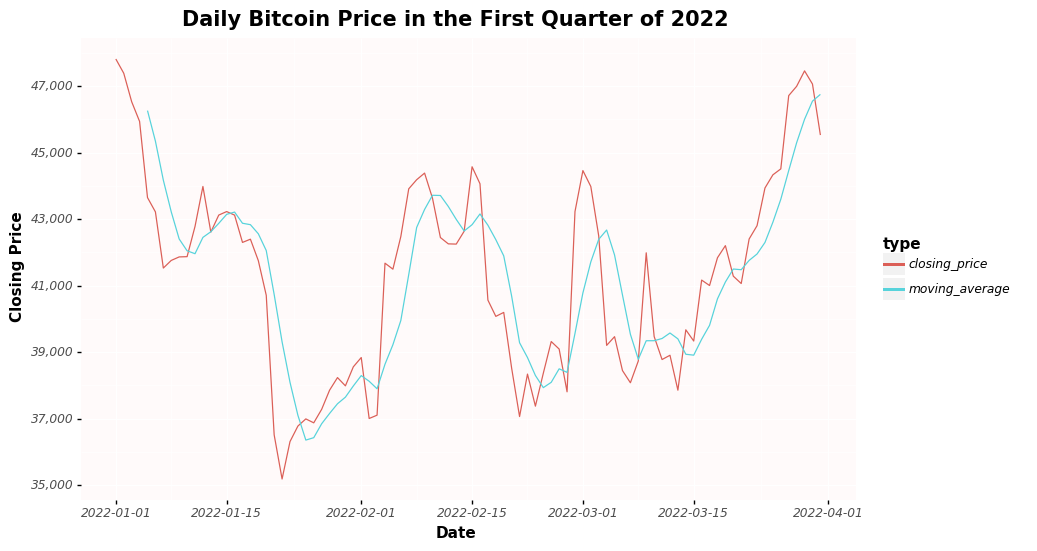 Daily Bitcoin Price in the First Quarter of 2022
47,000
45,000
43,000
41,000
39,000
37,000
35,000
Closing Price
2022-01-01 2022-01-15 2022-02-01 2022-02-15 2022-03-01 2022-03-15 2022-04-01
Date
type
closing_price
moving_average